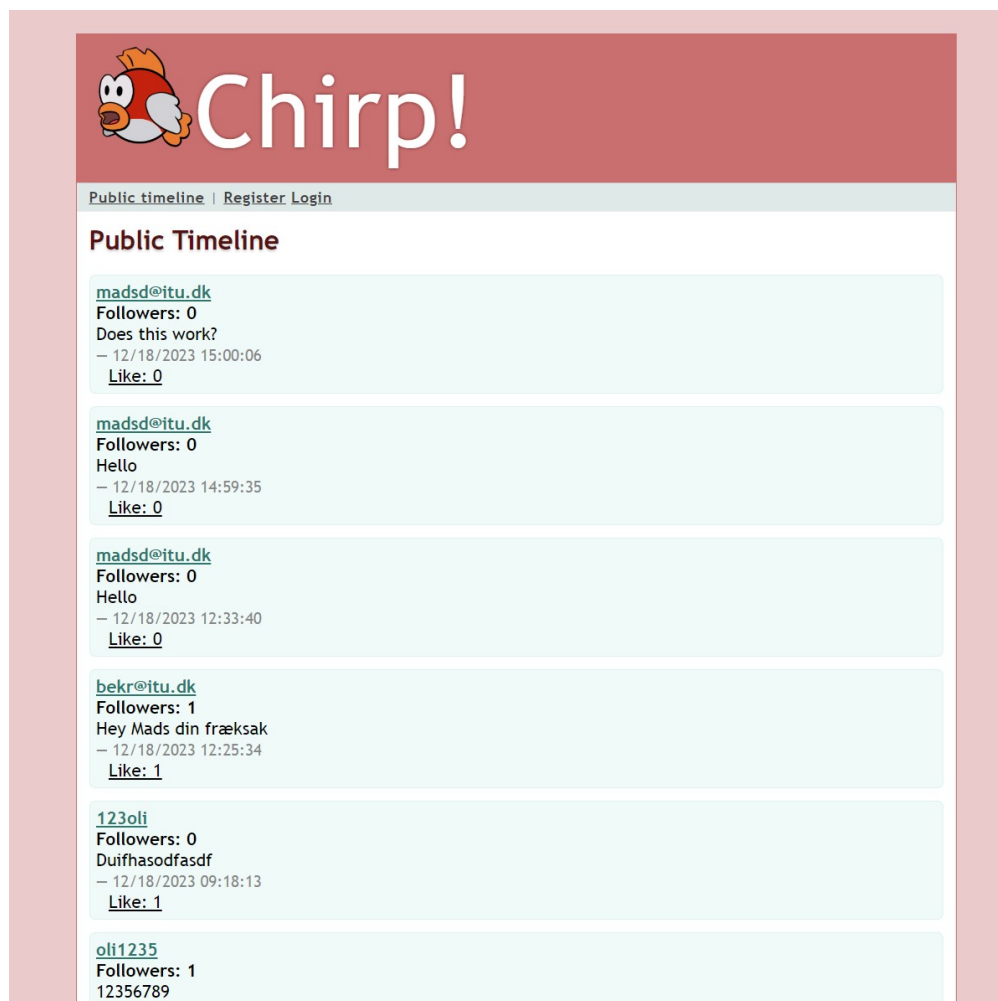 Chirp!
Public timeline | Register Login
Public Timeline
madsd@itu.dk
Followers: 0
Does this work?
— 12/18/2023 15:00:06
Like: 0
madsd@itu.dk
Followers: 0
Hello
— 12/18/2023 14:59:35
Like: 0
madsd@itu.dk
Followers: 0
Hello
— 12/18/2023 12:33:40
Like: 0
bekr@itu.dk
Followers: 1
Hey Mads din fræksak
— 12/18/2023 12:25:34
Like: 1
123oli
Followers: 0
Duifhasodfasdf
— 12/18/2023 09:18:13
Like: 1
oli1235
Followers: 1
12356789